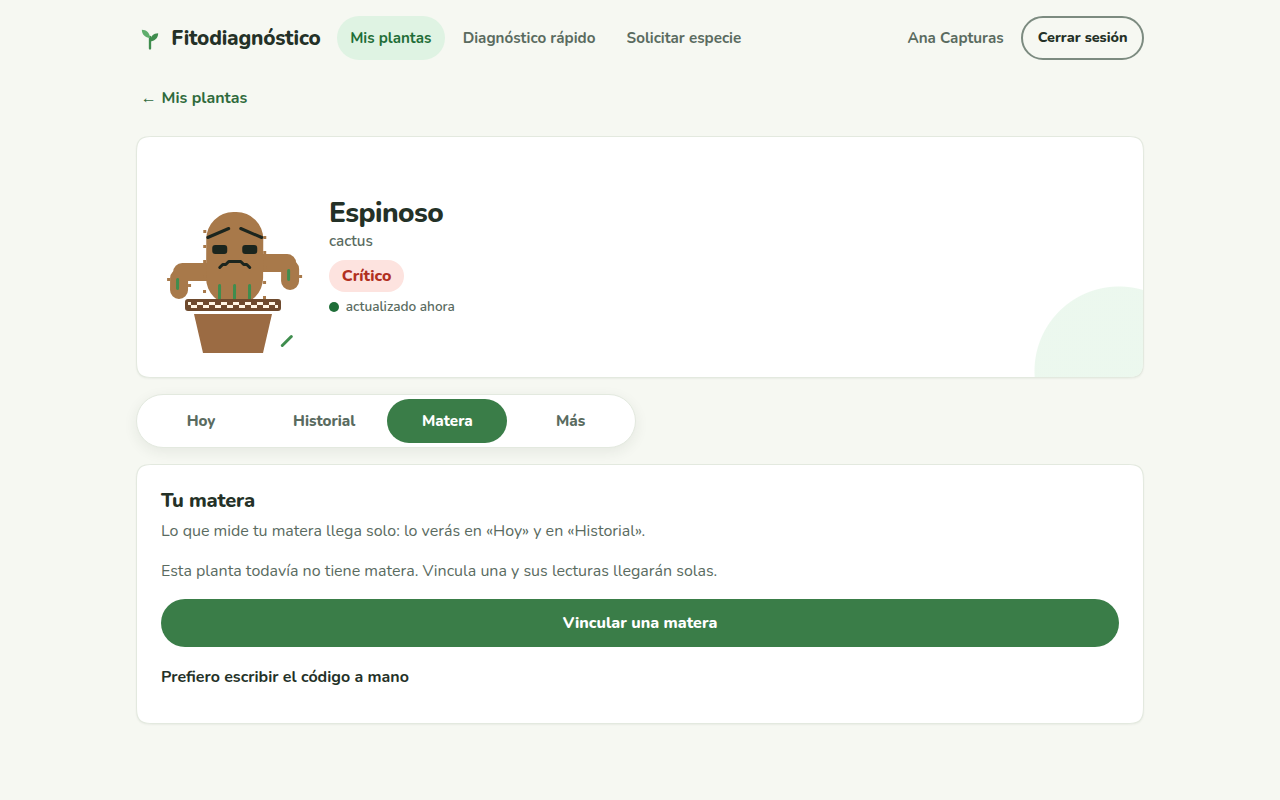 Fitodiagnóstico
Mis plantas
Diagnóstico rápido
Solicitar especie
Ana Capturas
Cerrar sesión
← Mis plantas
Espinoso
cactus
Crítico
actualizado ahora
Hoy
Historial
Matera
Más
Tu matera
Lo que mide tu matera llega solo: lo verás en «Hoy» y en «Historial».
Esta planta todavía no tiene matera. Vincula una y sus lecturas llegarán solas.
Vincular una matera
Prefiero escribir el código a mano